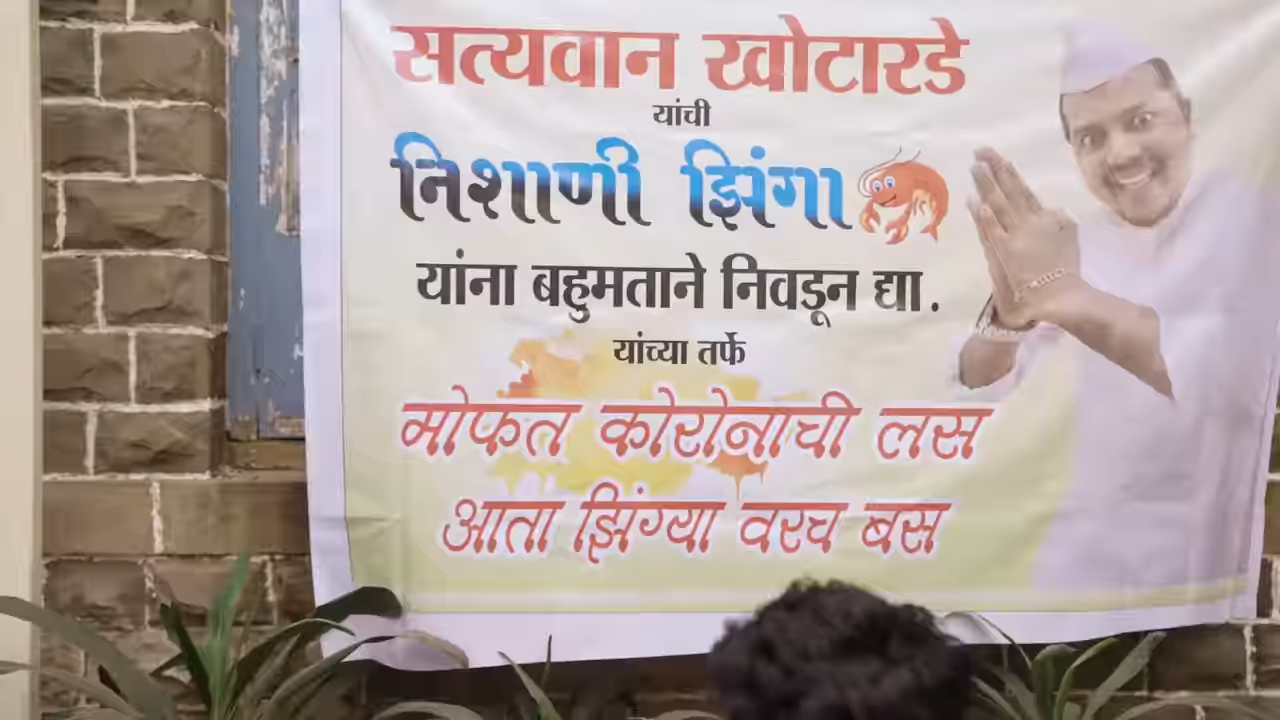 सत्यवान खोटारडे
यांची
निशाणी झिंगा
यांना बहुमताने निवडून द्या.
यांच्या तर्फे
मोफत कोरोनाची लस
आता झिंग्या वरच बस